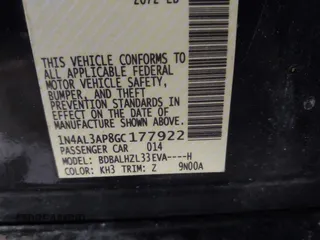 THIS VEHICLE CONFORMS TO
ALL APPLICABLE FEDERAL
MOTOR VEHICLE SAFETY,
BUMPER, AND THEFT
PREVENTION STANDARDS IN
EFFECT ON THE DATE OF
MANUFACTURE SHOWN ABOVE.
1N4AL3AP8GC177922
PASSENGER CAR 014
MODEL: BDBALHZL33EVA----H
COLOR: KH3 TRIM: Z 9N00A